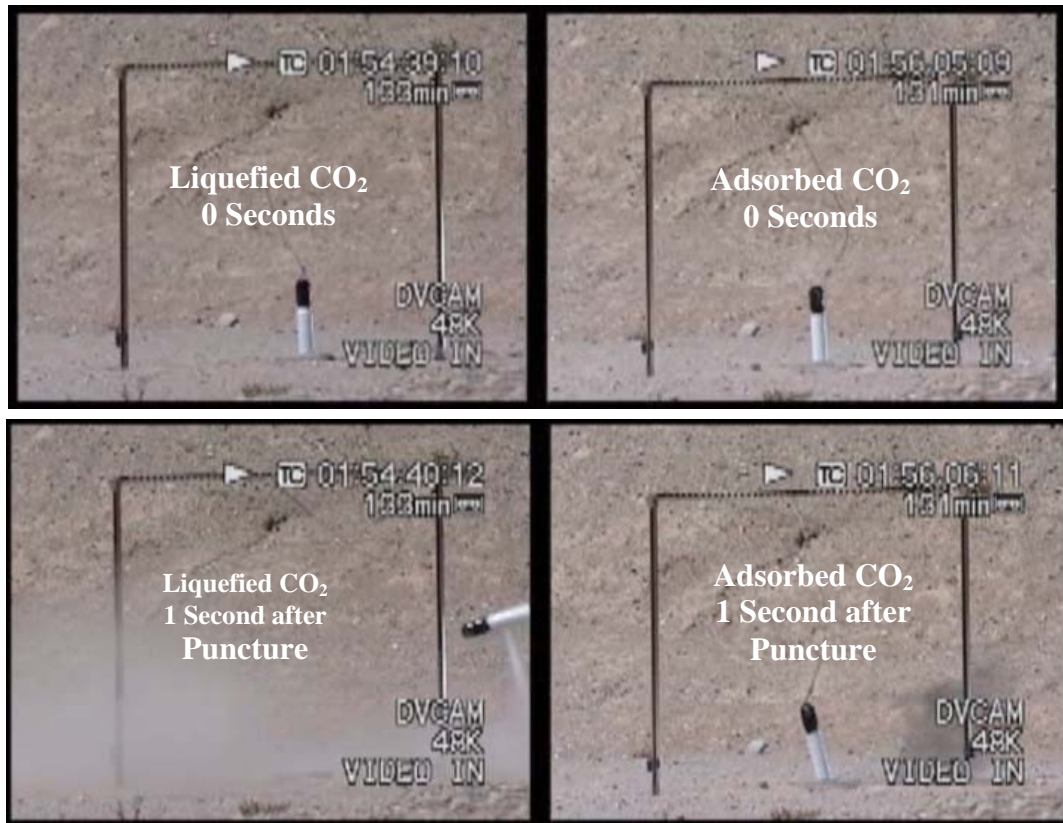 TC 01:54:39:10
133min
Liquefied CO₂
0 Seconds
DVCAM
48K
VIDEO IN
TC 01:56.05:09
131min
Adsorbed CO₂
0 Seconds
DVCAM
48K
VIDEO IN
TC 01:54:40:12
133min
Liquefied CO₂
1 Second after
Puncture
DVCAM
48K
VIDEO IN
TC 01:56.06:11
131min
Adsorbed CO₂
1 Second after
Puncture
DVCAM
48K
VIDEO IN